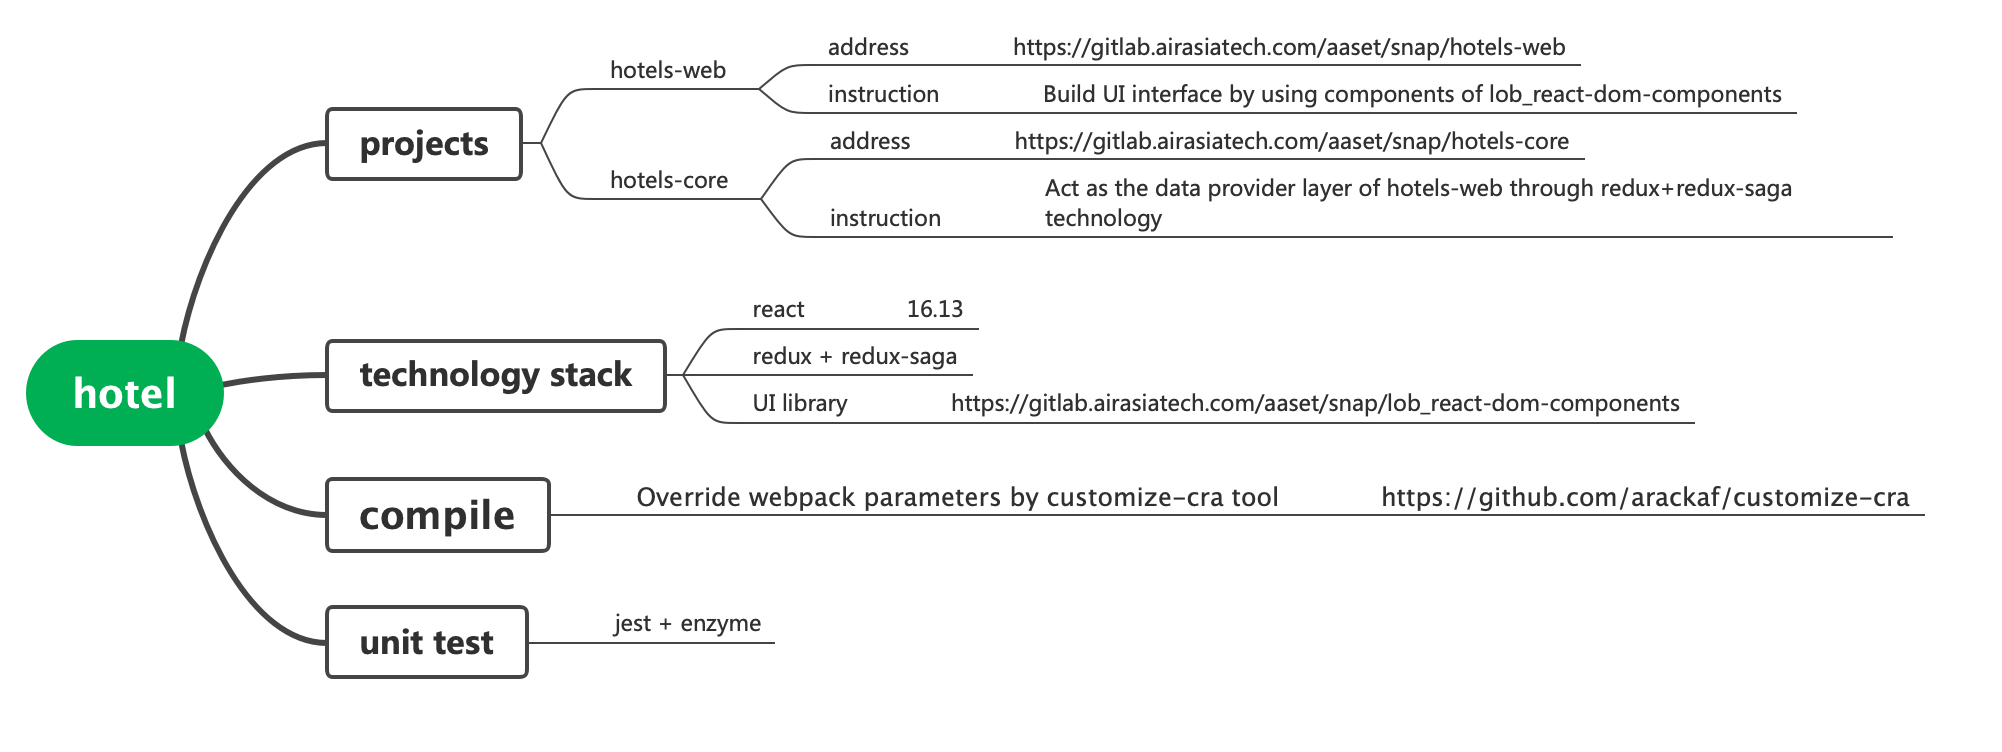 hotel
projects
hotels-web
address https://gitlab.airasiatech.com/aaset/snap/hotels-web
instruction Build UI interface by using components of lob_react-dom-components
hotels-core
address https://gitlab.airasiatech.com/aaset/snap/hotels-core
instruction Act as the data provider layer of hotels-web through redux+redux-saga
technology
technology stack
react 16.13
redux + redux-saga
UI library https://gitlab.airasiatech.com/aaset/snap/lob_react-dom-components
compile
Override webpack parameters by customize-cra tool https://github.com/arackaf/customize-cra
unit test
jest + enzyme